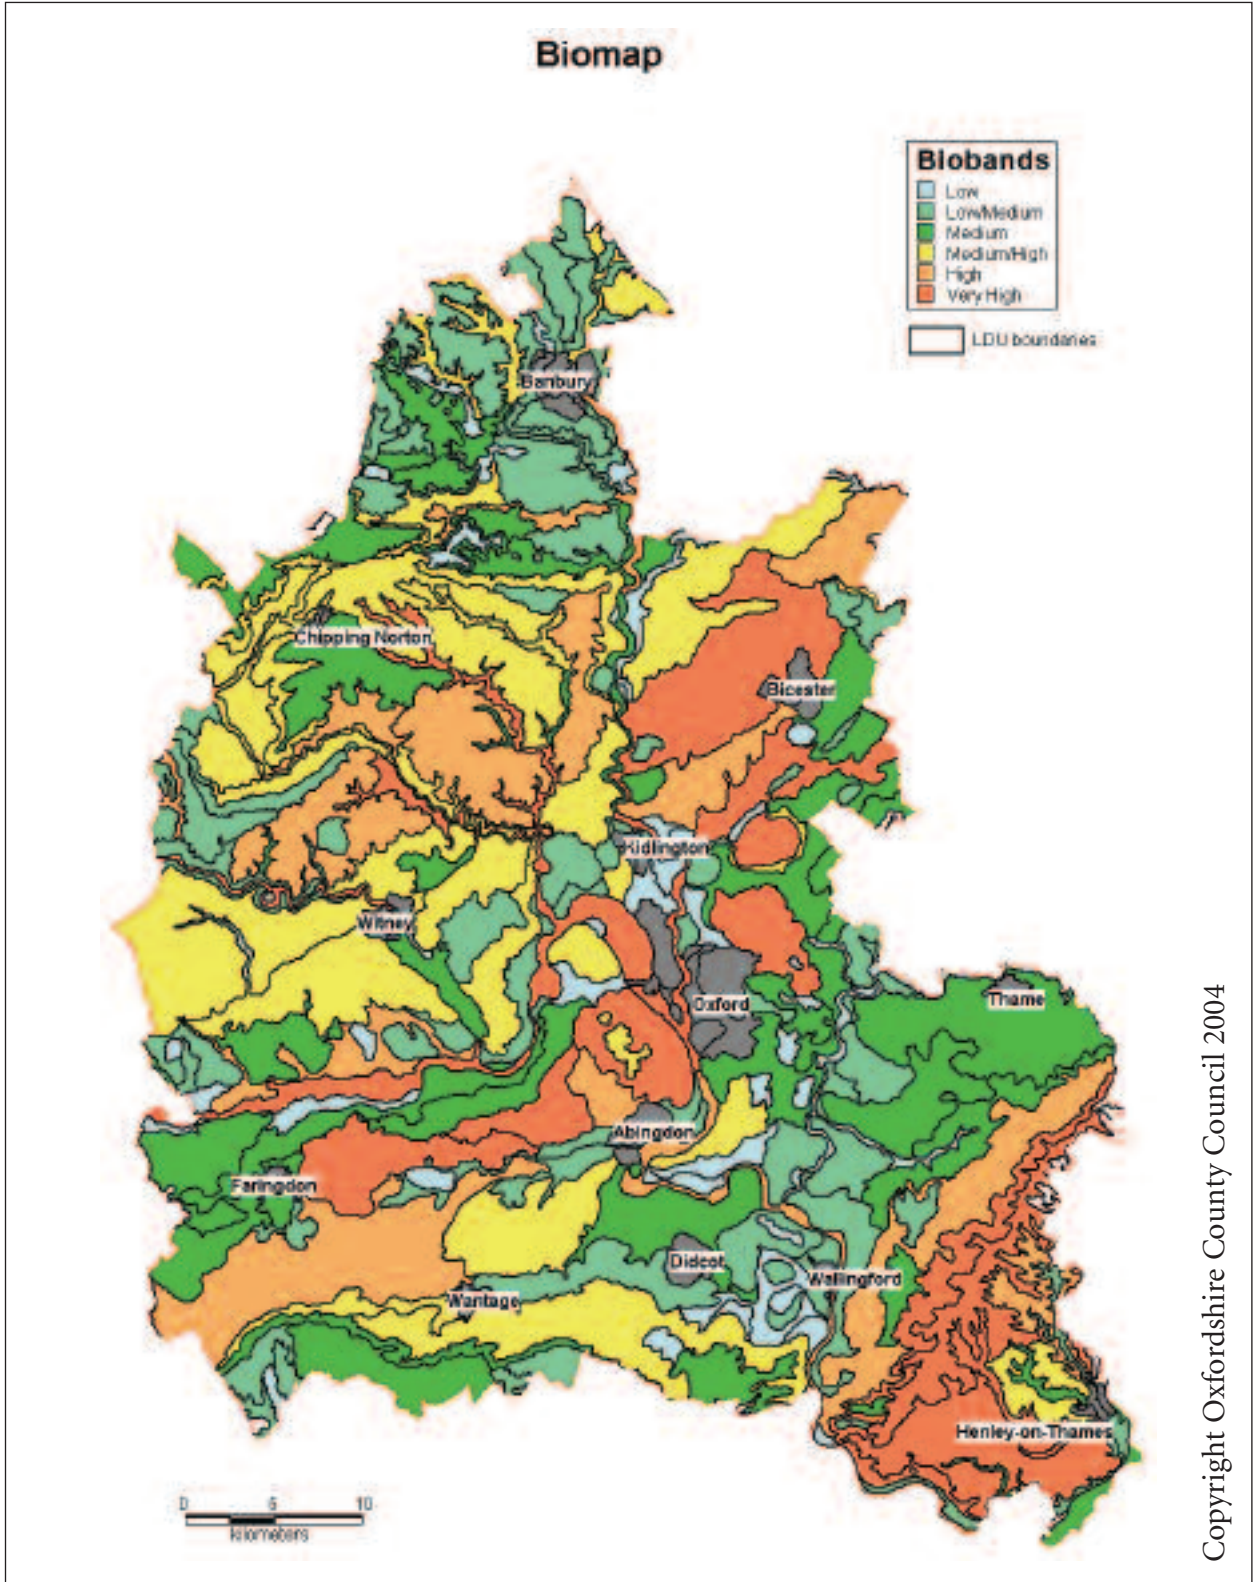 Biomap
Biobands
Low
Low/Medium
Medium
Medium/High
High
Very High
LDU boundaries
Banbury
Chipping Norton
Bicester
Kidlington
Witney
Oxford
Thame
Abingdon
Faringdon
Didcot
Wallingford
Wantage
Henley-on-Thames
0 5 10
kilometers
Copyright Oxfordshire County Council 2004